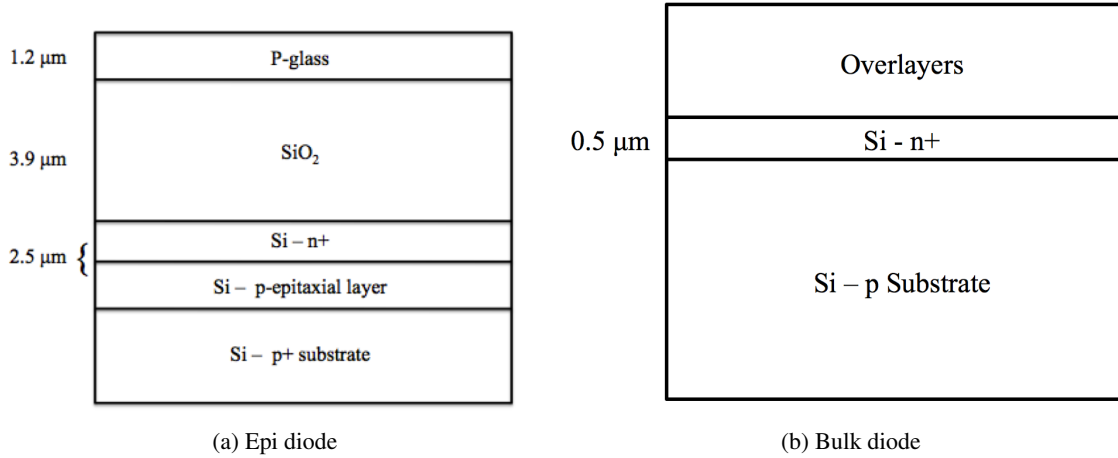 1.2 μm
P-glass
3.9 μm
SiO₂
Si – n+
2.5 μm {
Si – p-epitaxial layer
Si – p+ substrate
(a) Epi diode
Overlayers
0.5 μm
Si - n+
Si – p Substrate
(b) Bulk diode